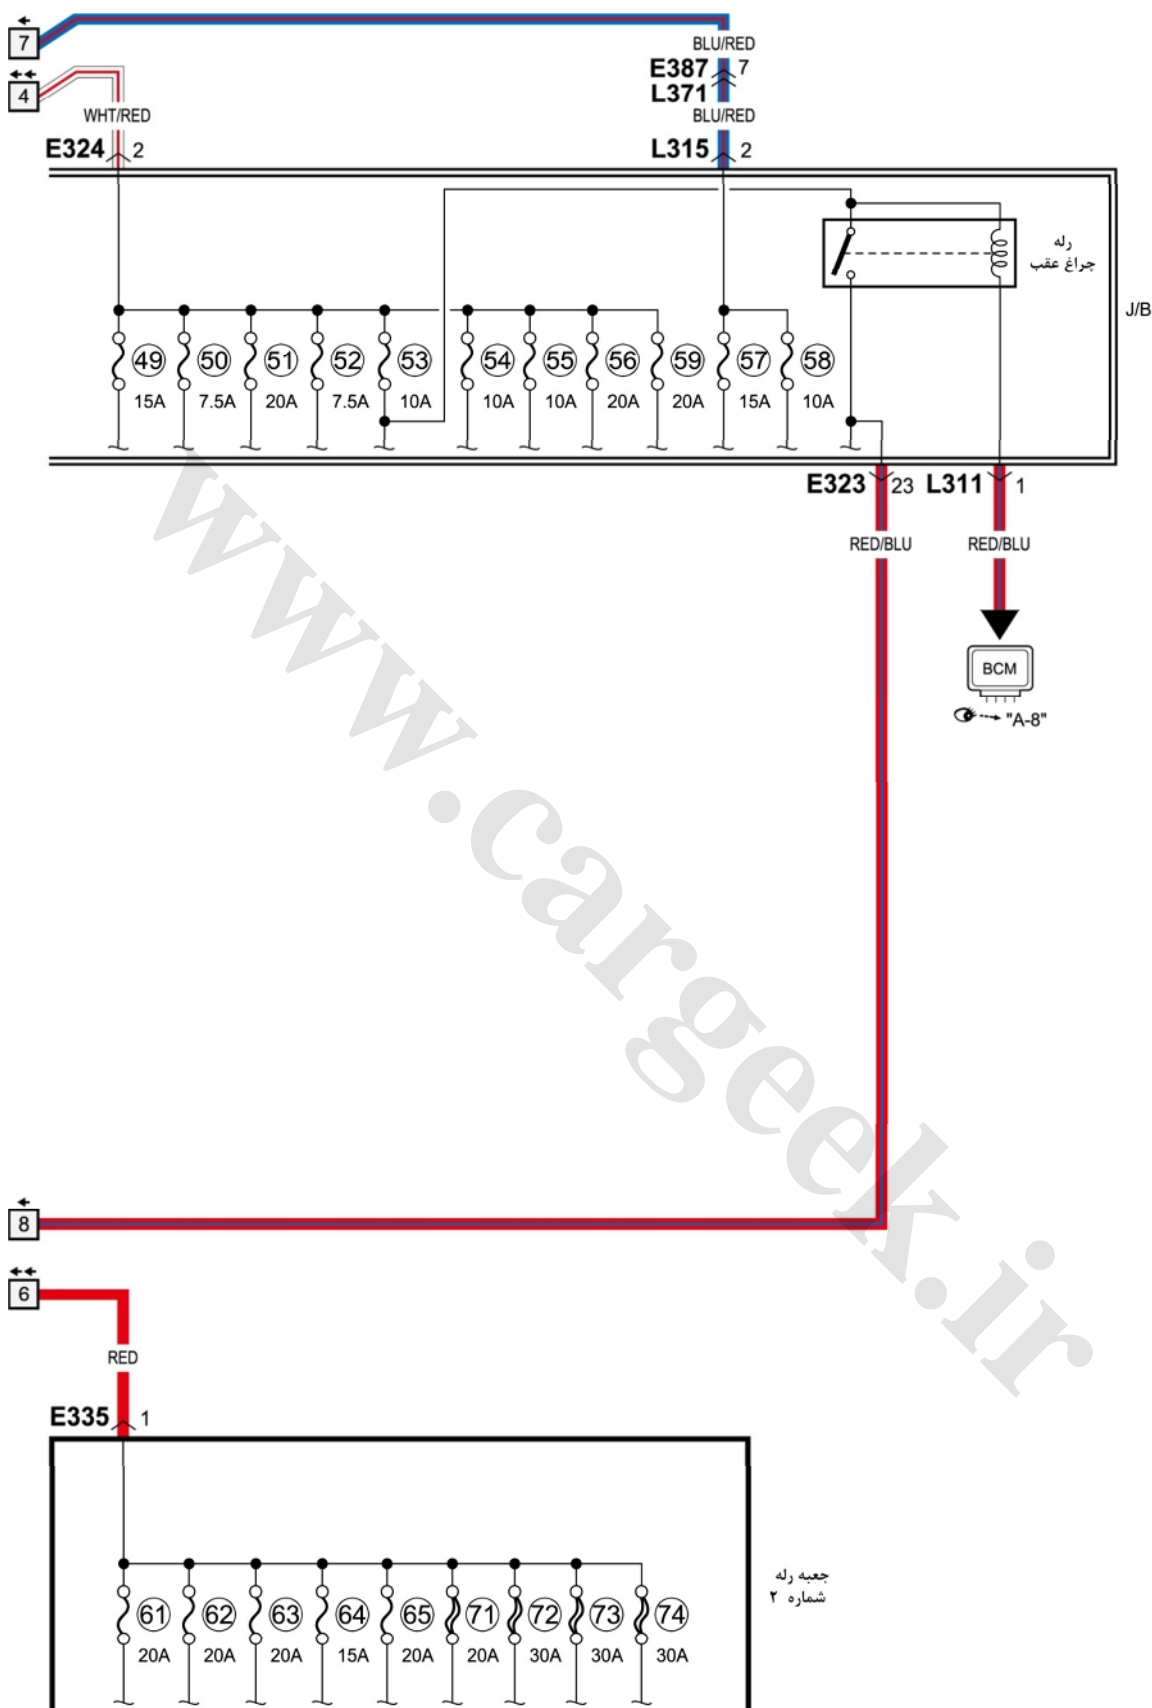 7
BLU/RED
E387 7
4
L371
WHT/RED
BLU/RED
E324 2
L315 2
رله
چراغ عقب
J/B
49 50 51 52 53 54 55 56 59 57 58
15A 7.5A 20A 7.5A 10A 10A 10A 20A 20A 15A 10A
E323 23 L311 1
RED/BLU RED/BLU
BCM
"A-8"
www.cargeek.ir
8
6
RED
E335 1
جعبه رله
شماره ۲
61 62 63 64 65 71 72 73 74
20A 20A 20A 15A 20A 20A 30A 30A 30A